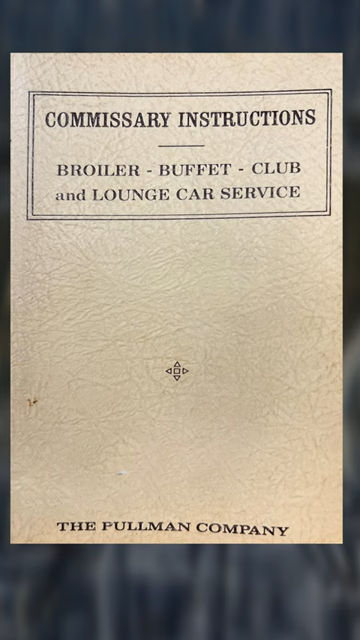 COMMISSARY INSTRUCTIONS
BROILER - BUFFET - CLUB
and LOUNGE CAR SERVICE
THE PULLMAN COMPANY